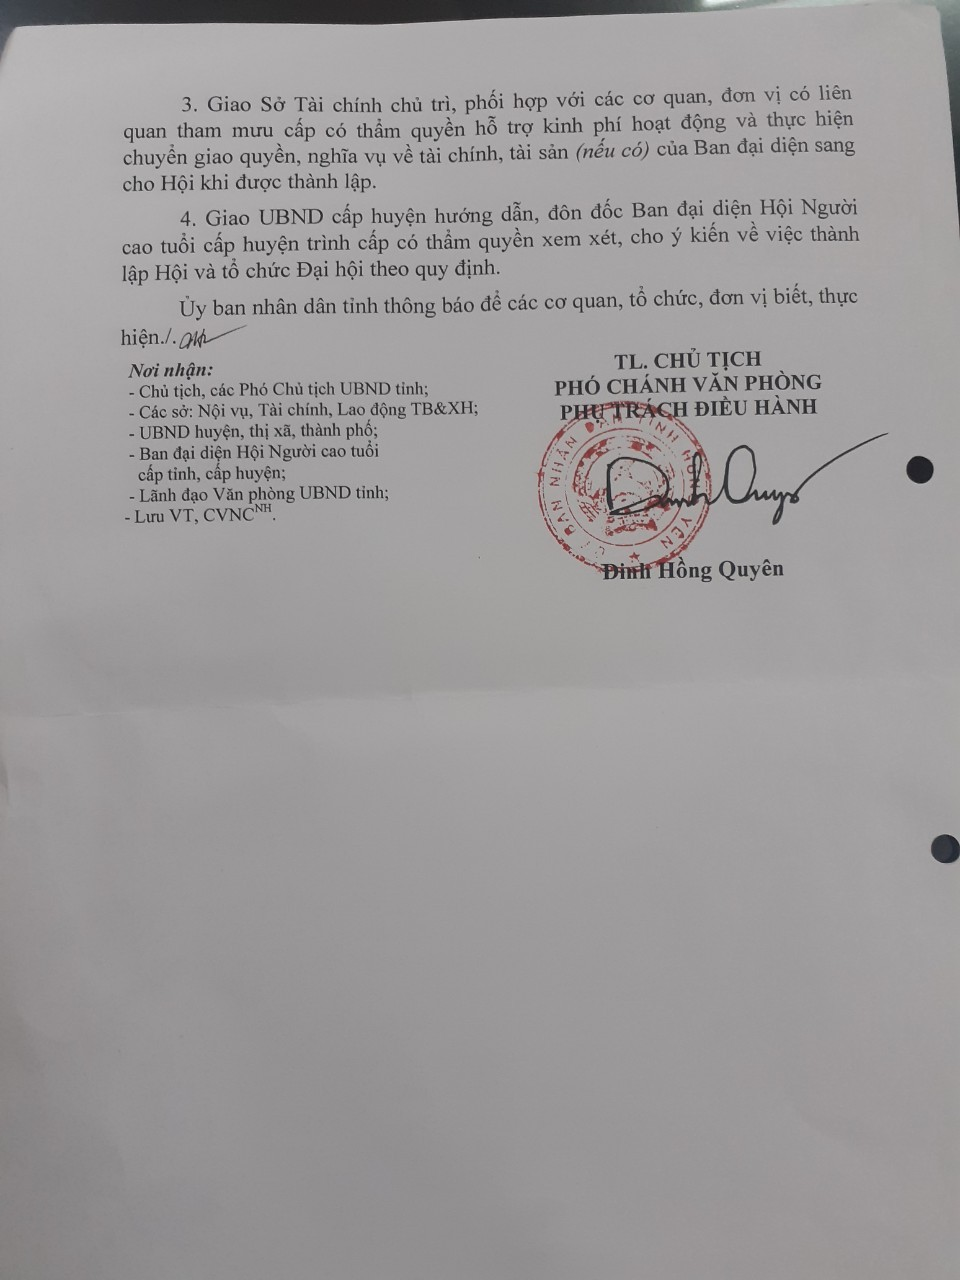 3. Giao Sở Tài chính chủ trì, phối hợp với các cơ quan, đơn vị có liên
quan tham mưu cấp có thẩm quyền hỗ trợ kinh phí hoạt động và thực hiện
chuyển giao quyền, nghĩa vụ về tài chính, tài sản (nếu có) của Ban đại diện sang
cho Hội khi được thành lập.
4. Giao UBND cấp huyện hướng dẫn, đôn đốc Ban đại diện Hội Người
cao tuổi cấp huyện trình cấp có thẩm quyền xem xét, cho ý kiến về việc thành
lập Hội và tổ chức Đại hội theo quy định.
Ủy ban nhân dân tỉnh thông báo để các cơ quan, tổ chức, đơn vị biết, thực
hiện./.
Nơi nhận:
- Chủ tịch, các Phó Chủ tịch UBND tỉnh;
- Các sở: Nội vụ, Tài chính, Lao động TB&XH;
- UBND huyện, thị xã, thành phố;
- Ban đại diện Hội Người cao tuổi
cấp tỉnh, cấp huyện;
- Lãnh đạo Văn phòng UBND tỉnh;
- Lưu VT, CVNCNH.
TL. CHỦ TỊCH
PHÓ CHÁNH VĂN PHÒNG
PHỤ TRÁCH ĐIỀU HÀNH
BAN NHÂN DÂN TỈNH HƯNG YÊN
Đinh Hồng Quyên